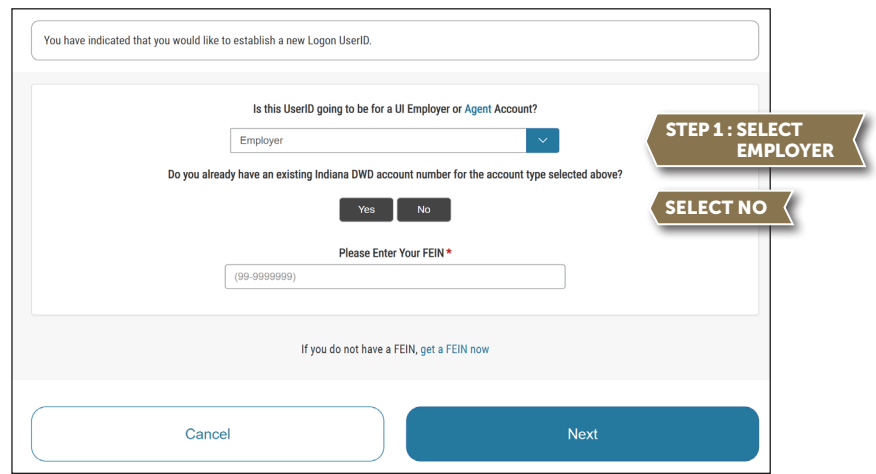 You have indicated that you would like to establish a new Logon UserID.
Is this UserID going to be for a UI Employer or Agent Account?
Employer
STEP 1: SELECT
EMPLOYER
Do you already have an existing Indiana DWD account number for the account type selected above?
Yes
No
SELECT NO
Please Enter Your FEIN *
(99-9999999)
If you do not have a FEIN, get a FEIN now
Cancel
Next